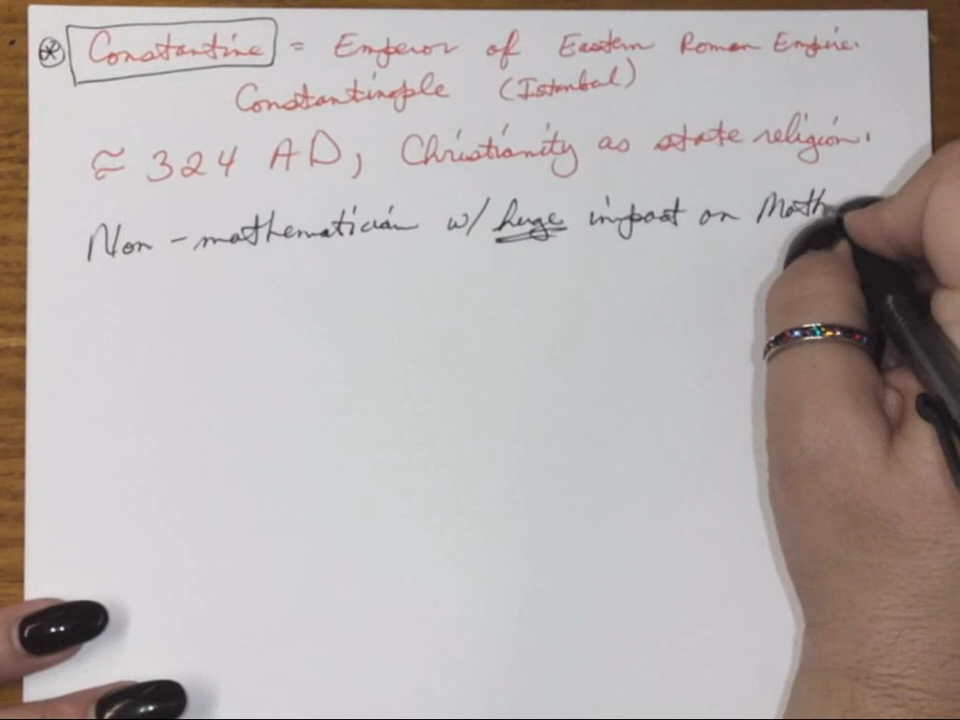 ⊛ Constantine = Emperor of Eastern Roman Empire.
Constantinople (Istanbul)
≈ 324 AD, Christianity as state religion.
Non-mathematician w/ huge impact on Math